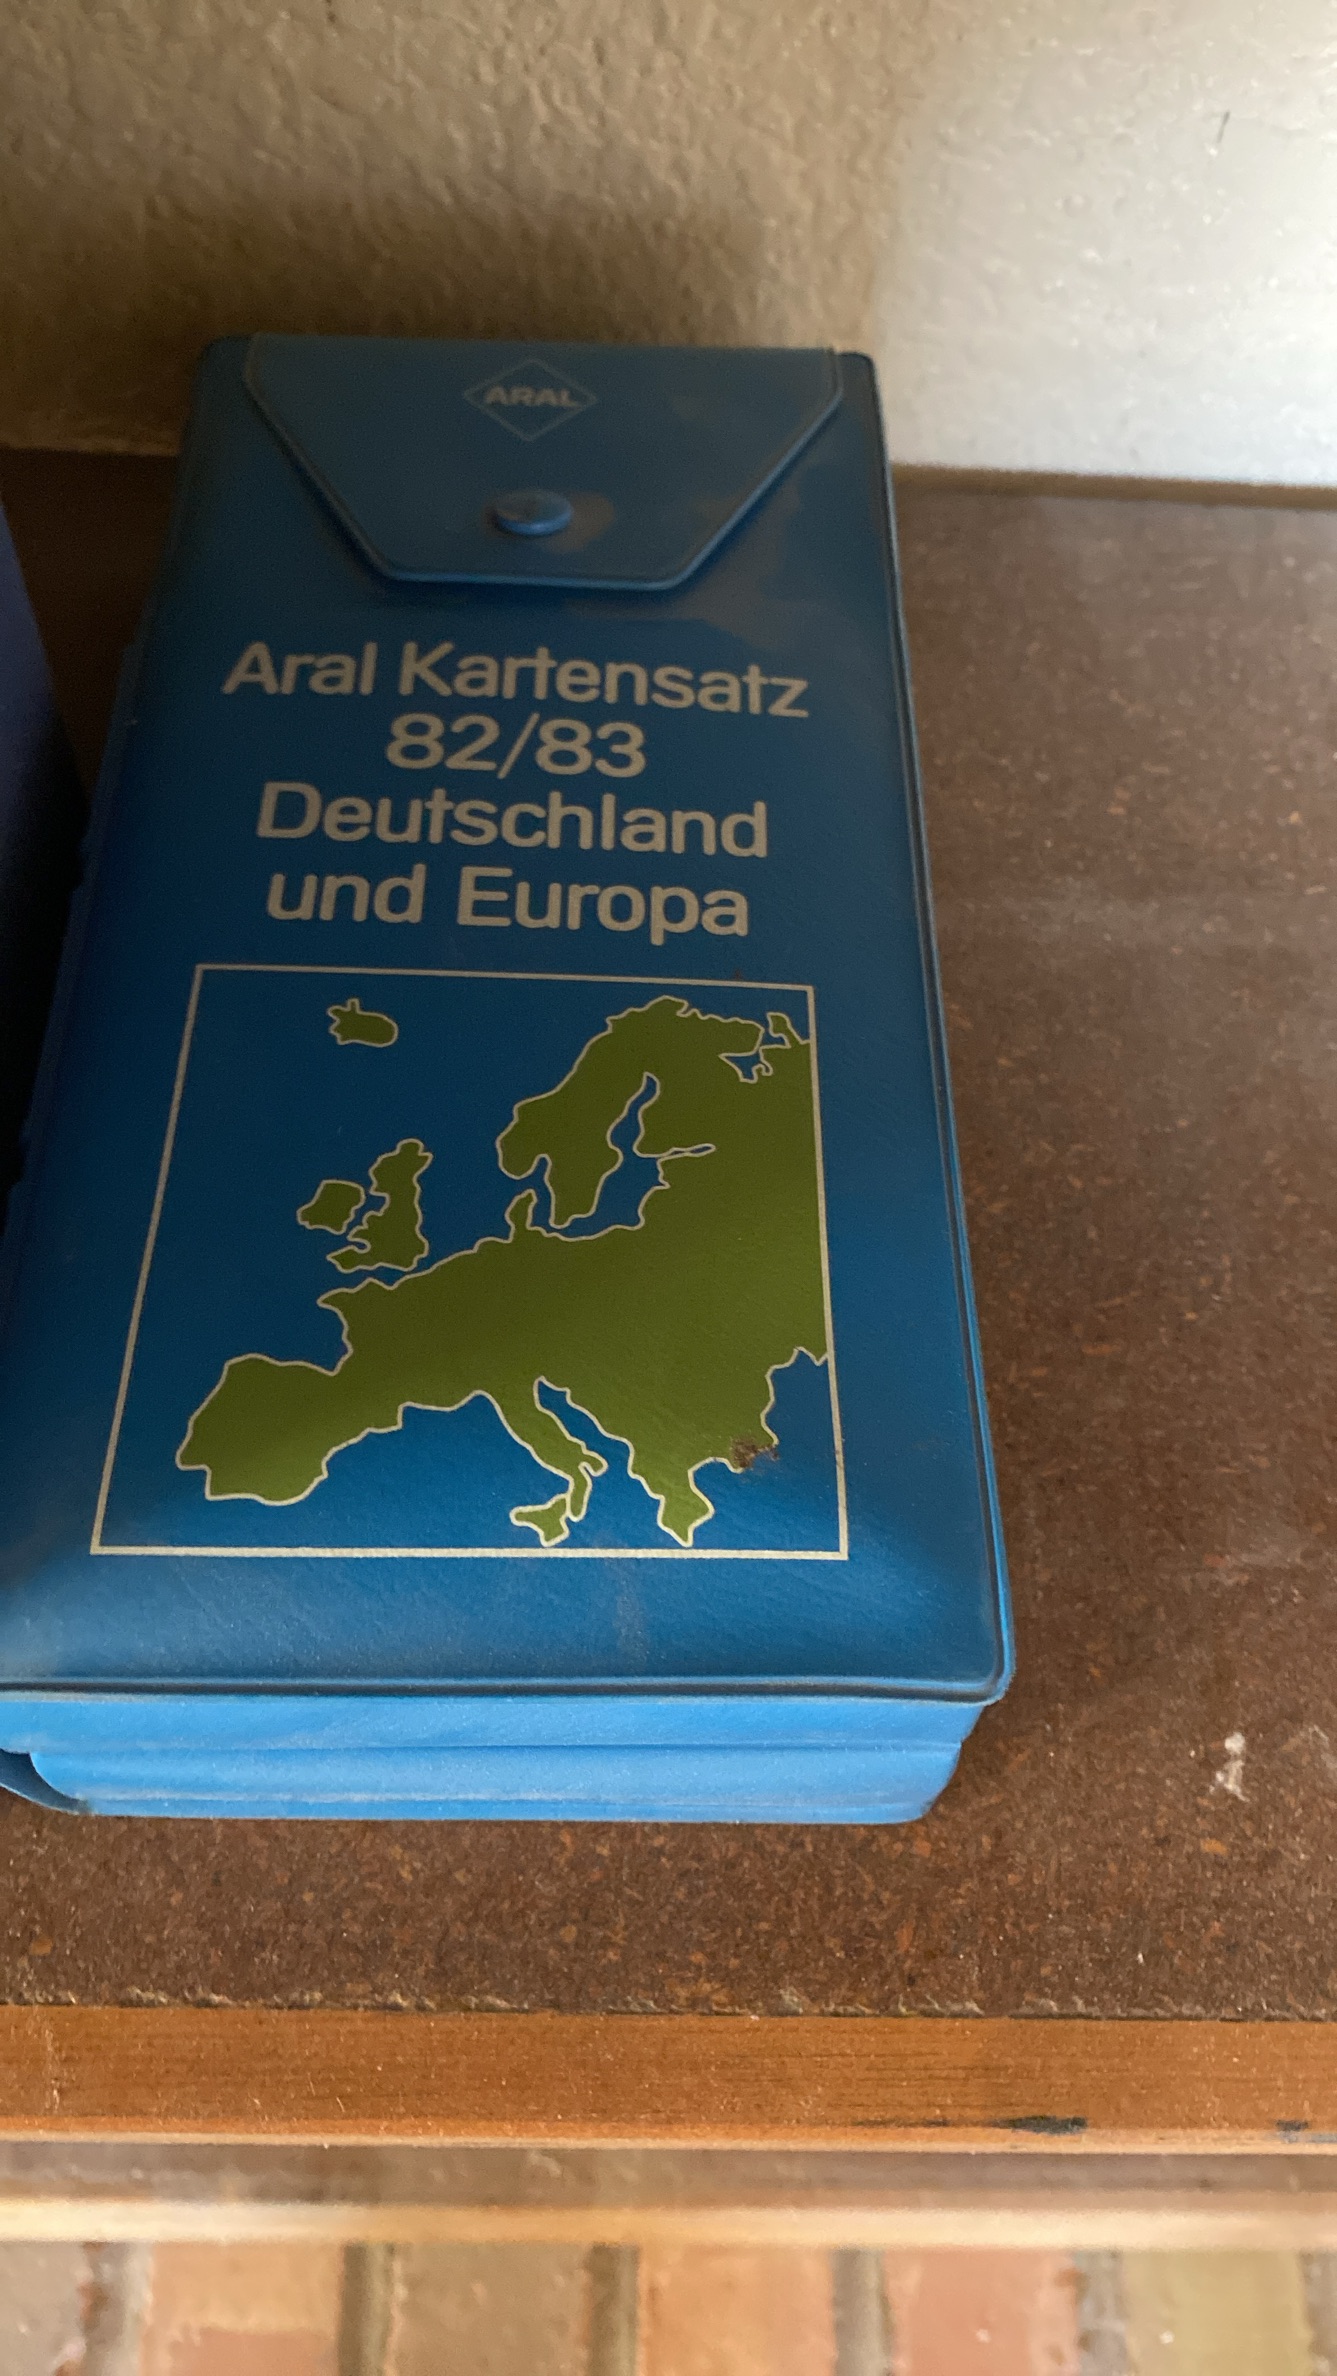 ARAL
Aral Kartensatz
82/83
Deutschland
und Europa